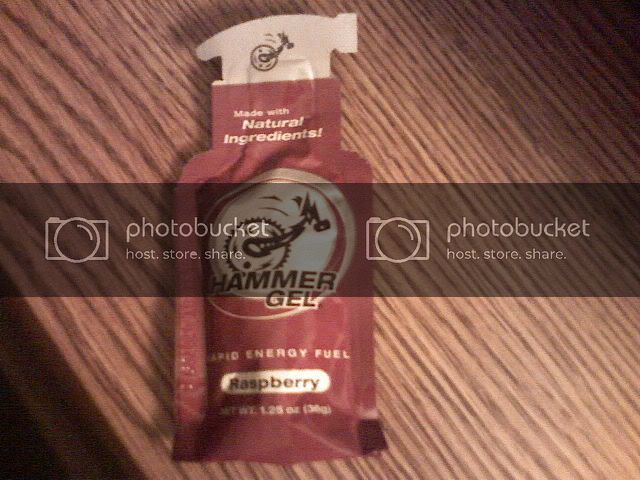 Made with
Natural
Ingredients!
photobucket
host. store. share.
photobucket
host. store. share.
HAMMER
GEL
RAPID ENERGY FUEL
Raspberry
NET WT. 1.25 oz (36g)